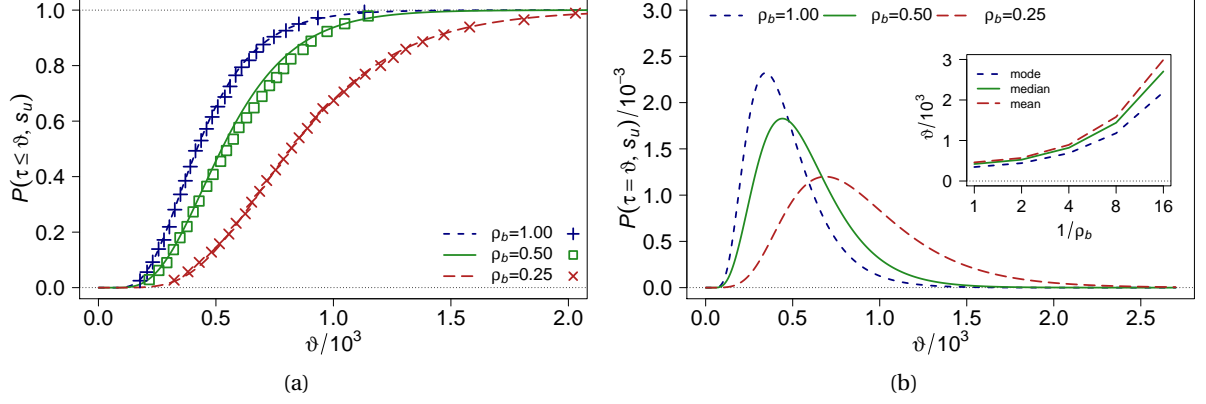 P(τ ≤ ϑ, s_u)
1.0
0.8
0.6
0.4
0.2
0.0
ρ_b=1.00
ρ_b=0.50
ρ_b=0.25
0.0 0.5 1.0 1.5 2.0
ϑ/10^3
(a)
P(τ = ϑ, s_u)/10^−3
3.0
2.5
2.0
1.5
1.0
0.5
0.0
ρ_b=1.00 ρ_b=0.50 ρ_b=0.25
ϑ/10^3
3
2
1
0
mode
median
mean
1 2 4 8 16
1/ρ_b
0.0 0.5 1.0 1.5 2.0 2.5
ϑ/10^3
(b)